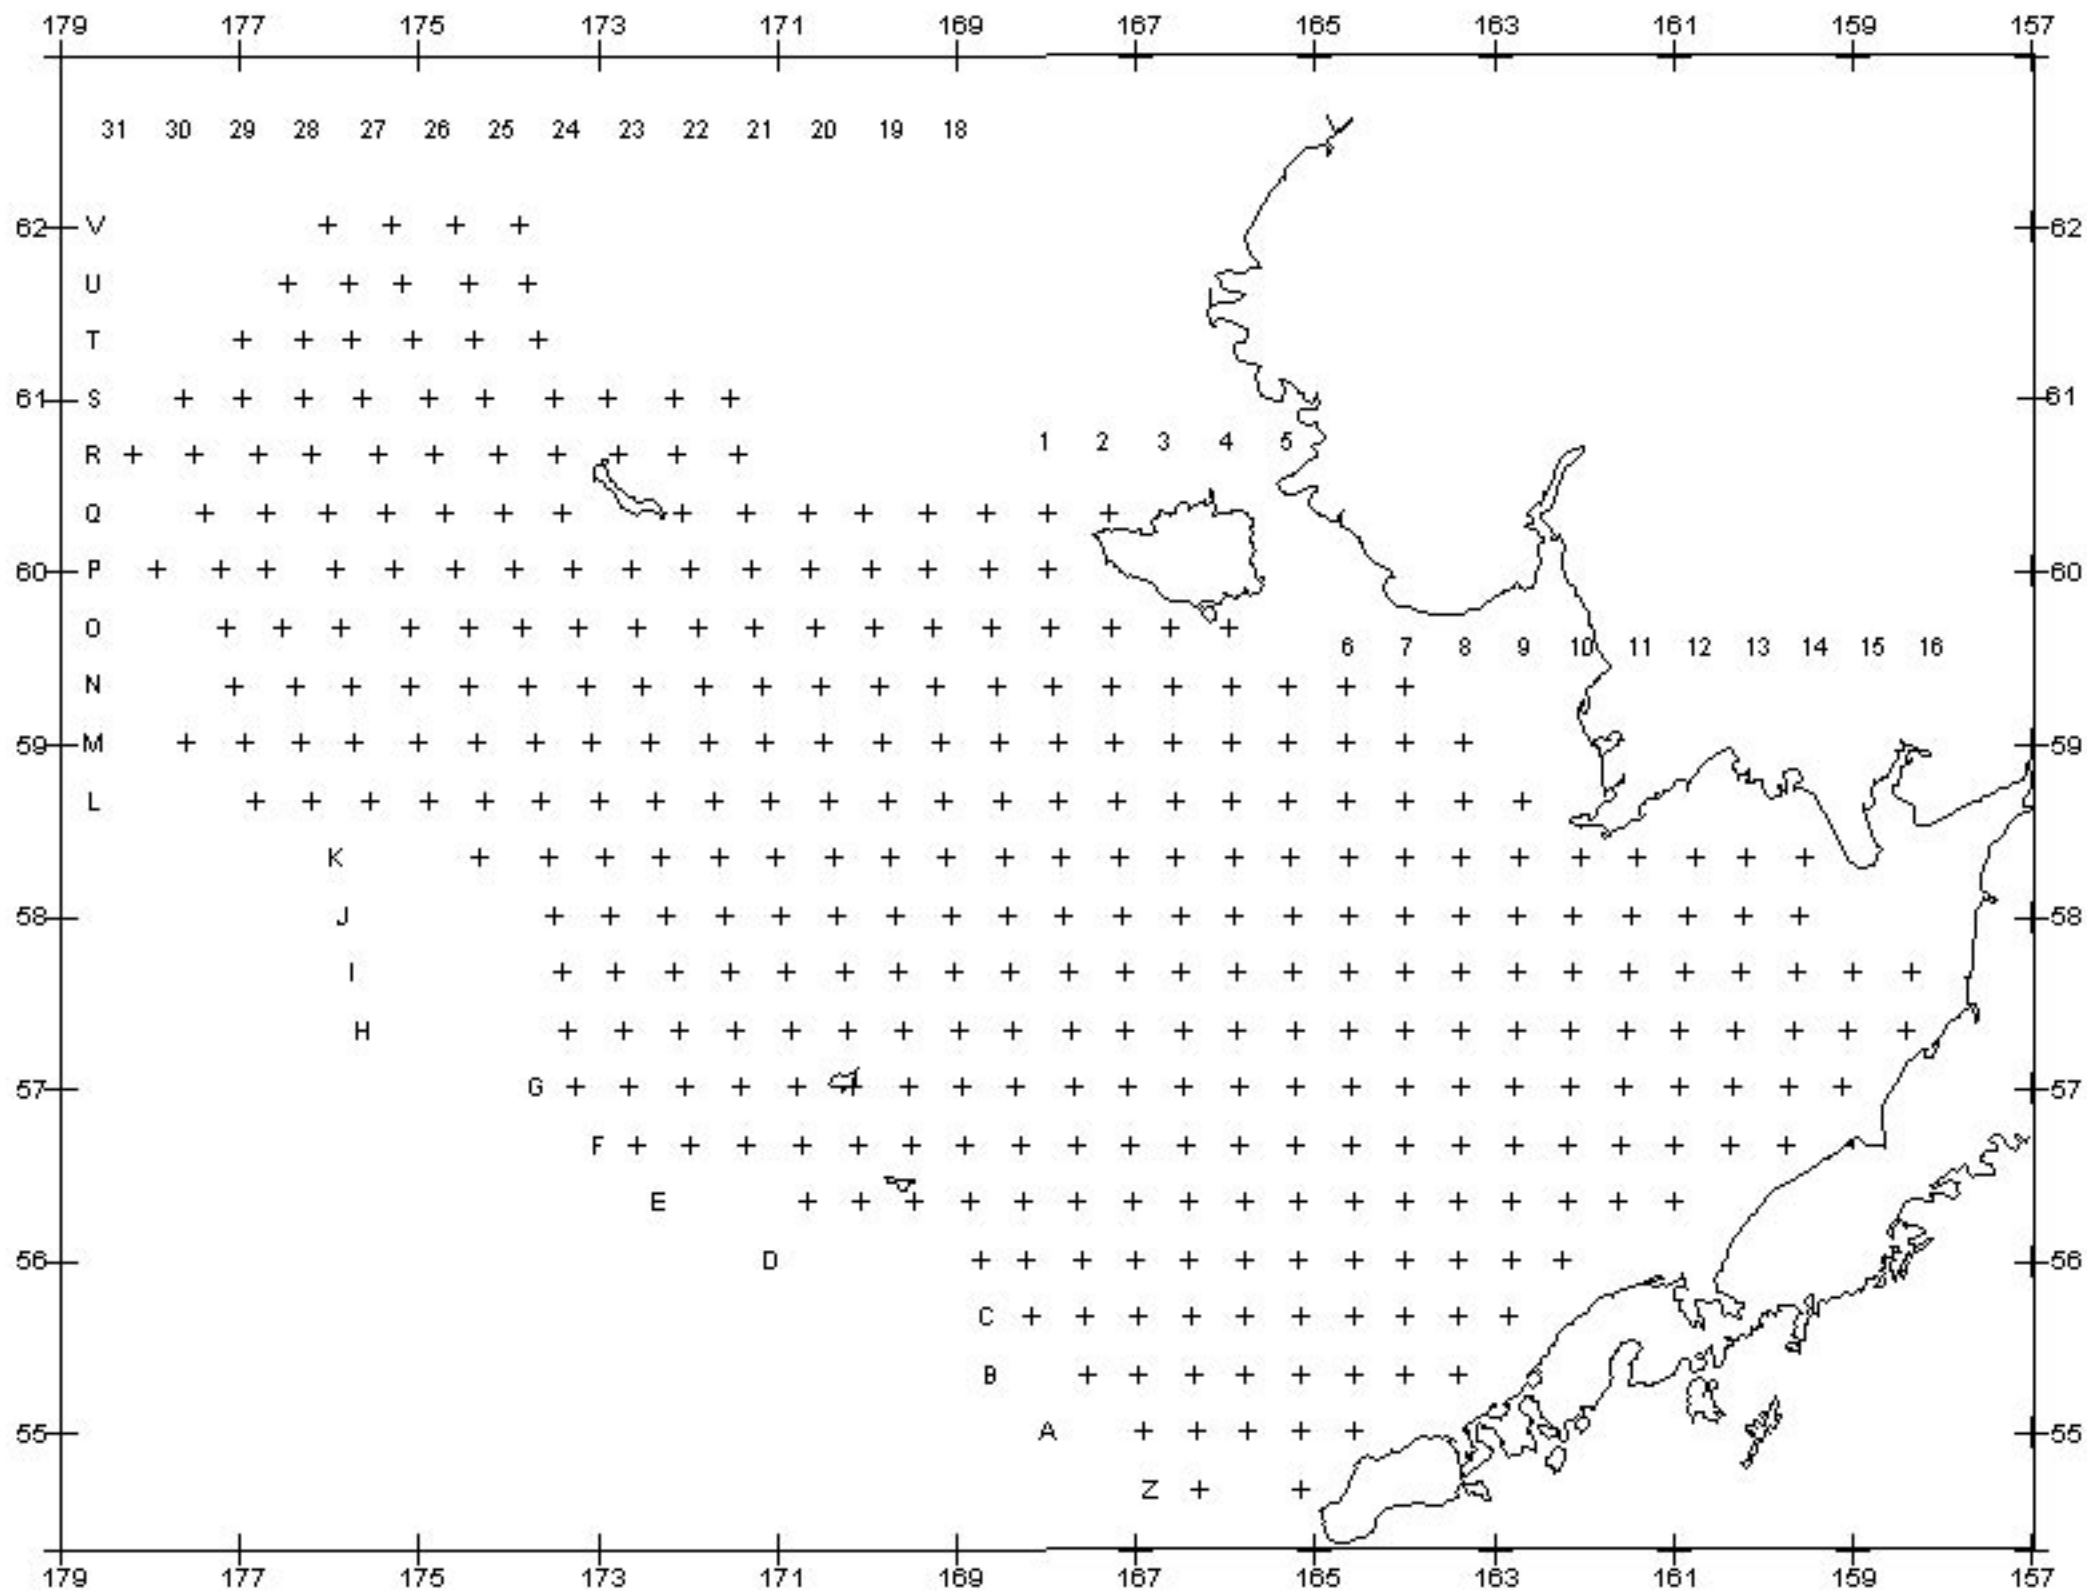 179 177 175 173 171 169 167 165 163 161 159 157
31 30 29 28 27 26 25 24 23 22 21 20 19 18
62 V 62
U
T
61 S 61
1 2 3 4 5
R
Q
60 P 60
O
6 7 8 9 10 11 12 13 14 15 16
N
59 M 59
L
K
58 J 58
I
H
57 G 57
F
E
56 D 56
C
B
55 A 55
Z
179 177 175 173 171 169 167 165 163 161 159 157